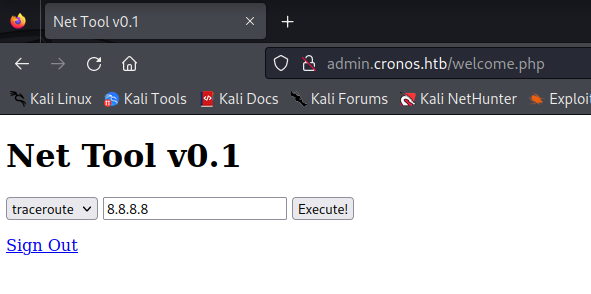 Net Tool v0.1
admin.cronos.htb/welcome.php
Kali Linux Kali Tools Kali Docs Kali Forums Kali NetHunter Exploit
Net Tool v0.1
traceroute 8.8.8.8 Execute!
Sign Out